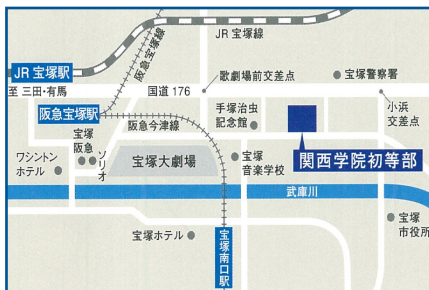 JR 宝塚線
JR 宝塚駅
阪急宝塚線
至 三田・有馬
国道 176
歌劇場前交差点
宝塚警察署
小浜
交差点
阪急宝塚駅
阪急今津線
手塚治虫
記念館
宝塚
阪急
ソリオ
ワシントン
ホテル
宝塚大劇場
宝塚
音楽学校
関西学院初等部
武庫川
宝塚ホテル
宝塚南口駅
宝塚
市役所